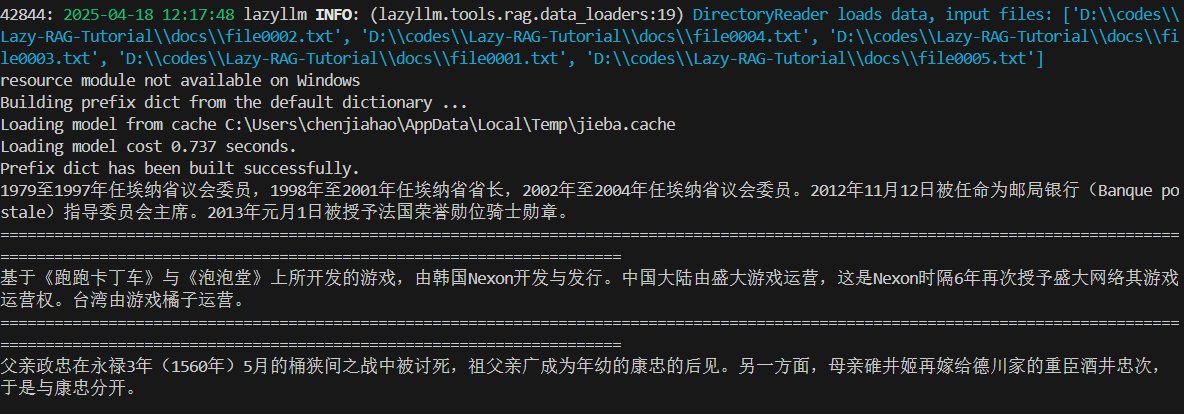 42844: 2025-04-18 12:17:48 lazyllm INFO: (lazyllm.tools.rag.data_loaders:19) DirectoryReader loads data, input files: ['D:\\codes\\
Lazy-RAG-Tutorial\\docs\\file0002.txt', 'D:\\codes\\Lazy-RAG-Tutorial\\docs\\file0004.txt', 'D:\\codes\\Lazy-RAG-Tutorial\\docs\\fi
le0003.txt', 'D:\\codes\\Lazy-RAG-Tutorial\\docs\\file0001.txt', 'D:\\codes\\Lazy-RAG-Tutorial\\docs\\file0005.txt']
resource module not available on Windows
Building prefix dict from the default dictionary ...
Loading model from cache C:\Users\chenjiahao\AppData\Local\Temp\jieba.cache
Loading model cost 0.737 seconds.
Prefix dict has been built successfully.
1979至1997年任埃纳省议会委员，1998年至2001年任埃纳省省长，2002年至2004年任埃纳省议会委员。2012年11月12日被任命为邮局银行（Banque po
stale）指导委员会主席。2013年元月1日被授予法国荣誉勋位骑士勋章。
===================================================================================================================================
=====================================================================
基于《跑跑卡丁车》与《泡泡堂》上所开发的游戏，由韩国Nexon开发与发行。中国大陆由盛大游戏运营，这是Nexon时隔6年再次授予盛大网络其游戏
运营权。台湾由游戏橘子运营。
===================================================================================================================================
=====================================================================
父亲政忠在永禄3年（1560年）5月的桶狭间之战中被讨死，祖父亲广成为年幼的康忠的后见。另一方面，母亲碓井姬再嫁给德川家的重臣酒井忠次，
于是与康忠分开。